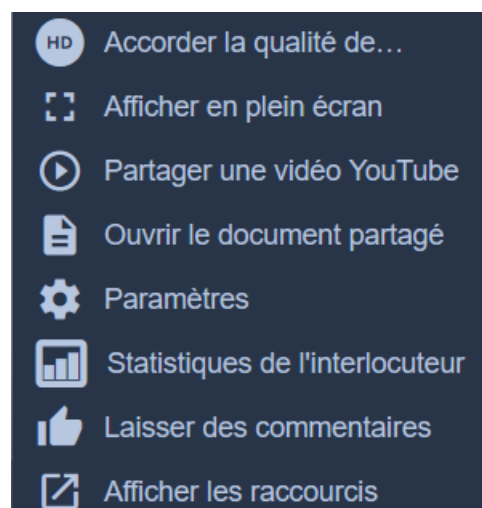 HD Accorder la qualité de…
Afficher en plein écran
Partager une vidéo YouTube
Ouvrir le document partagé
Paramètres
Statistiques de l'interlocuteur
Laisser des commentaires
Afficher les raccourcis